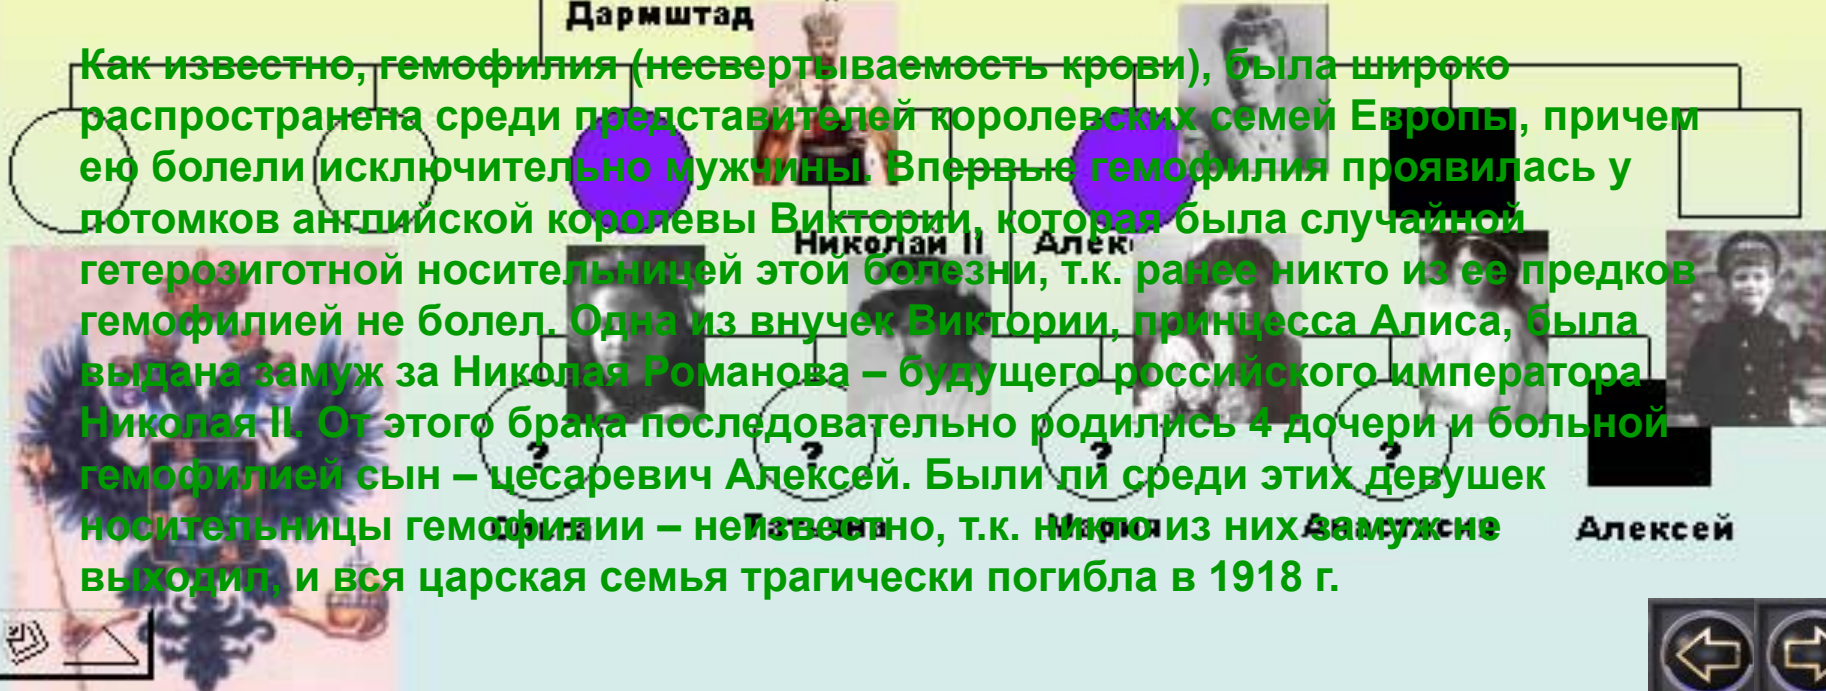 Дармштад
Как известно, гемофилия (несвертываемость крови), была широко
распространена среди представителей королевских семей Европы, причем
ею болели исключительно мужчины. Впервые гемофилия проявилась у
потомков английской королевы Виктории, которая была случайной
Николай II
гетерозиготной носительницей этой болезни, т.к. ранее никто из ее предков
гемофилией не болел. Одна из внучек Виктории, принцесса Алиса, была
выдана замуж за Николая Романова – будущего российского императора
Николая II. От этого брака последовательно родились 4 дочери и больной
? ? ? ?
гемофилией сын – цесаревич Алексей. Были ли среди этих девушек
носительницы гемофилии – неизвестно, т.к. никто из них замуж не
Татьяна Мария Алексей
выходил, и вся царская семья трагически погибла в 1918 г.